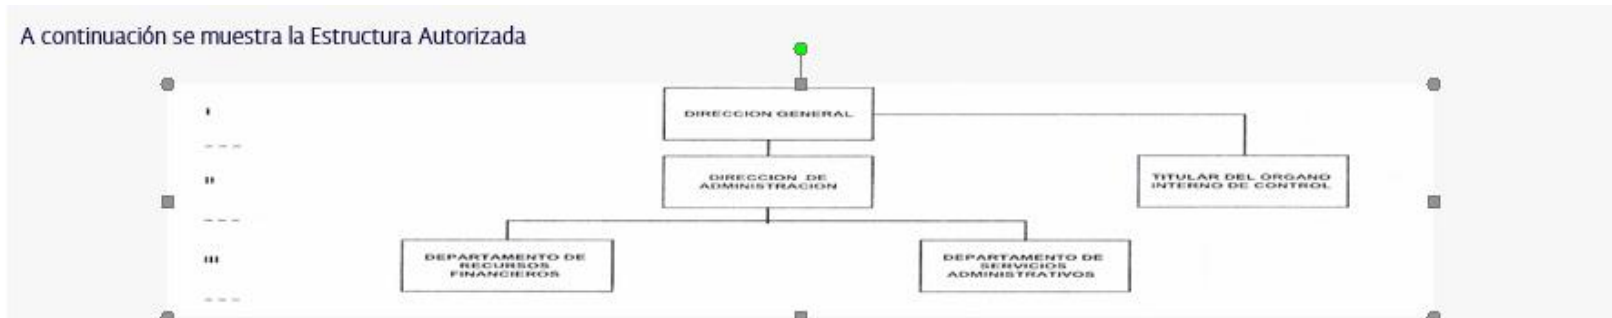 A continuación se muestra la Estructura Autorizada
I
DIRECCION GENERAL
II
DIRECCION DE
ADMINISTRACION
TITULAR DEL ÓRGANO
INTERNO DE CONTROL
III
DEPARTAMENTO DE
RECURSOS
FINANCIEROS
DEPARTAMENTO DE
SERVICIOS
ADMINISTRATIVOS